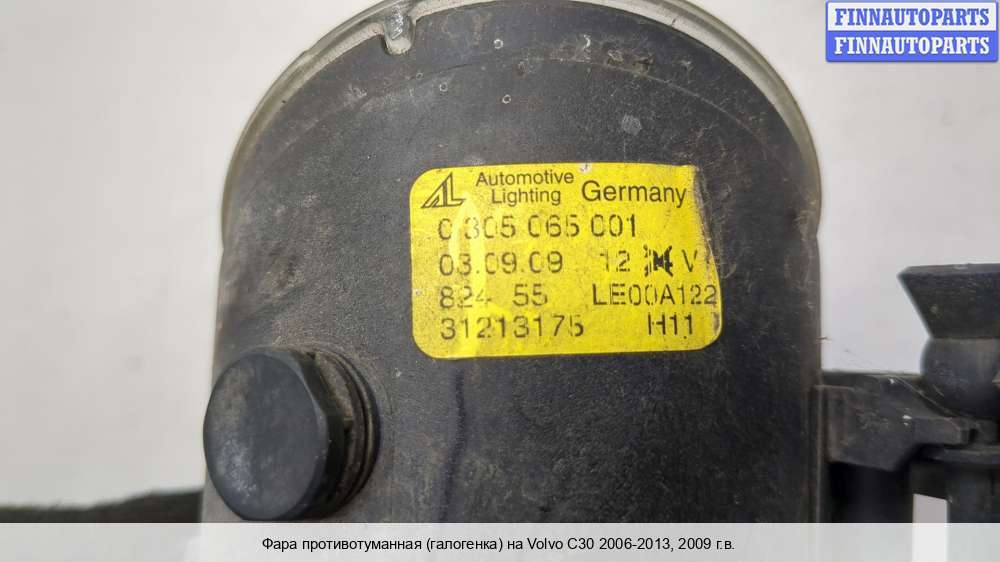 FINNAUTOPARTS
FINNAUTOPARTS
AL Automotive Lighting Germany
0 305 065 001
03.09.09 12 V
824 55 LE00A122
31213175 H11
Фара противотуманная (галогенка) на Volvo C30 2006-2013, 2009 г.в.